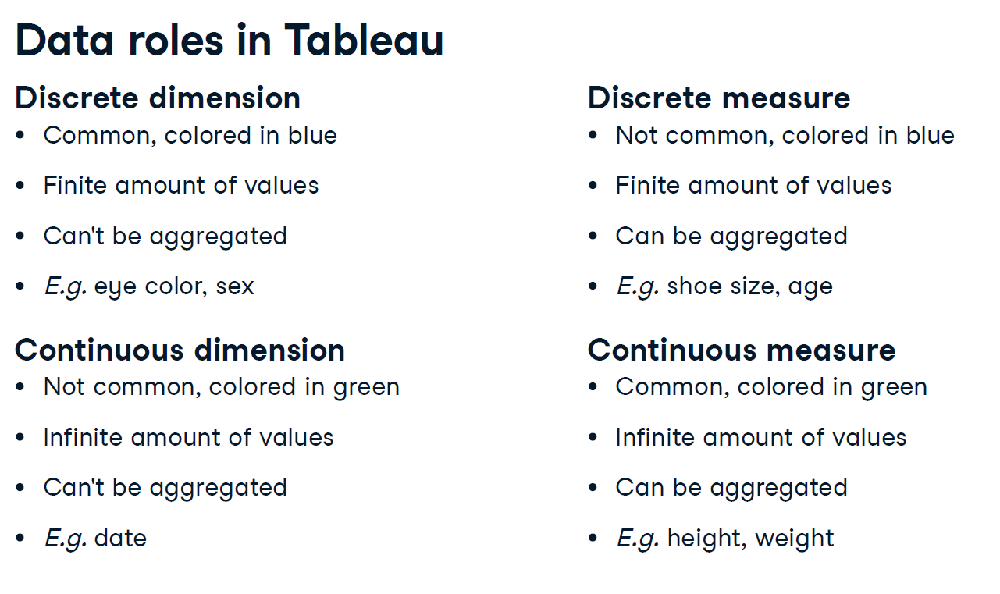 Data roles in Tableau
Discrete dimension
• Common, colored in blue
• Finite amount of values
• Can't be aggregated
• E.g. eye color, sex
Discrete measure
• Not common, colored in blue
• Finite amount of values
• Can be aggregated
• E.g. shoe size, age
Continuous dimension
• Not common, colored in green
• Infinite amount of values
• Can't be aggregated
• E.g. date
Continuous measure
• Common, colored in green
• Infinite amount of values
• Can be aggregated
• E.g. height, weight